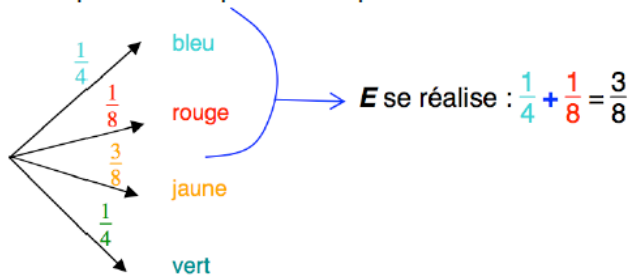 1/4 bleu
1/8 rouge
E se réalise : 1/4 + 1/8 = 3/8
3/8 jaune
1/4 vert